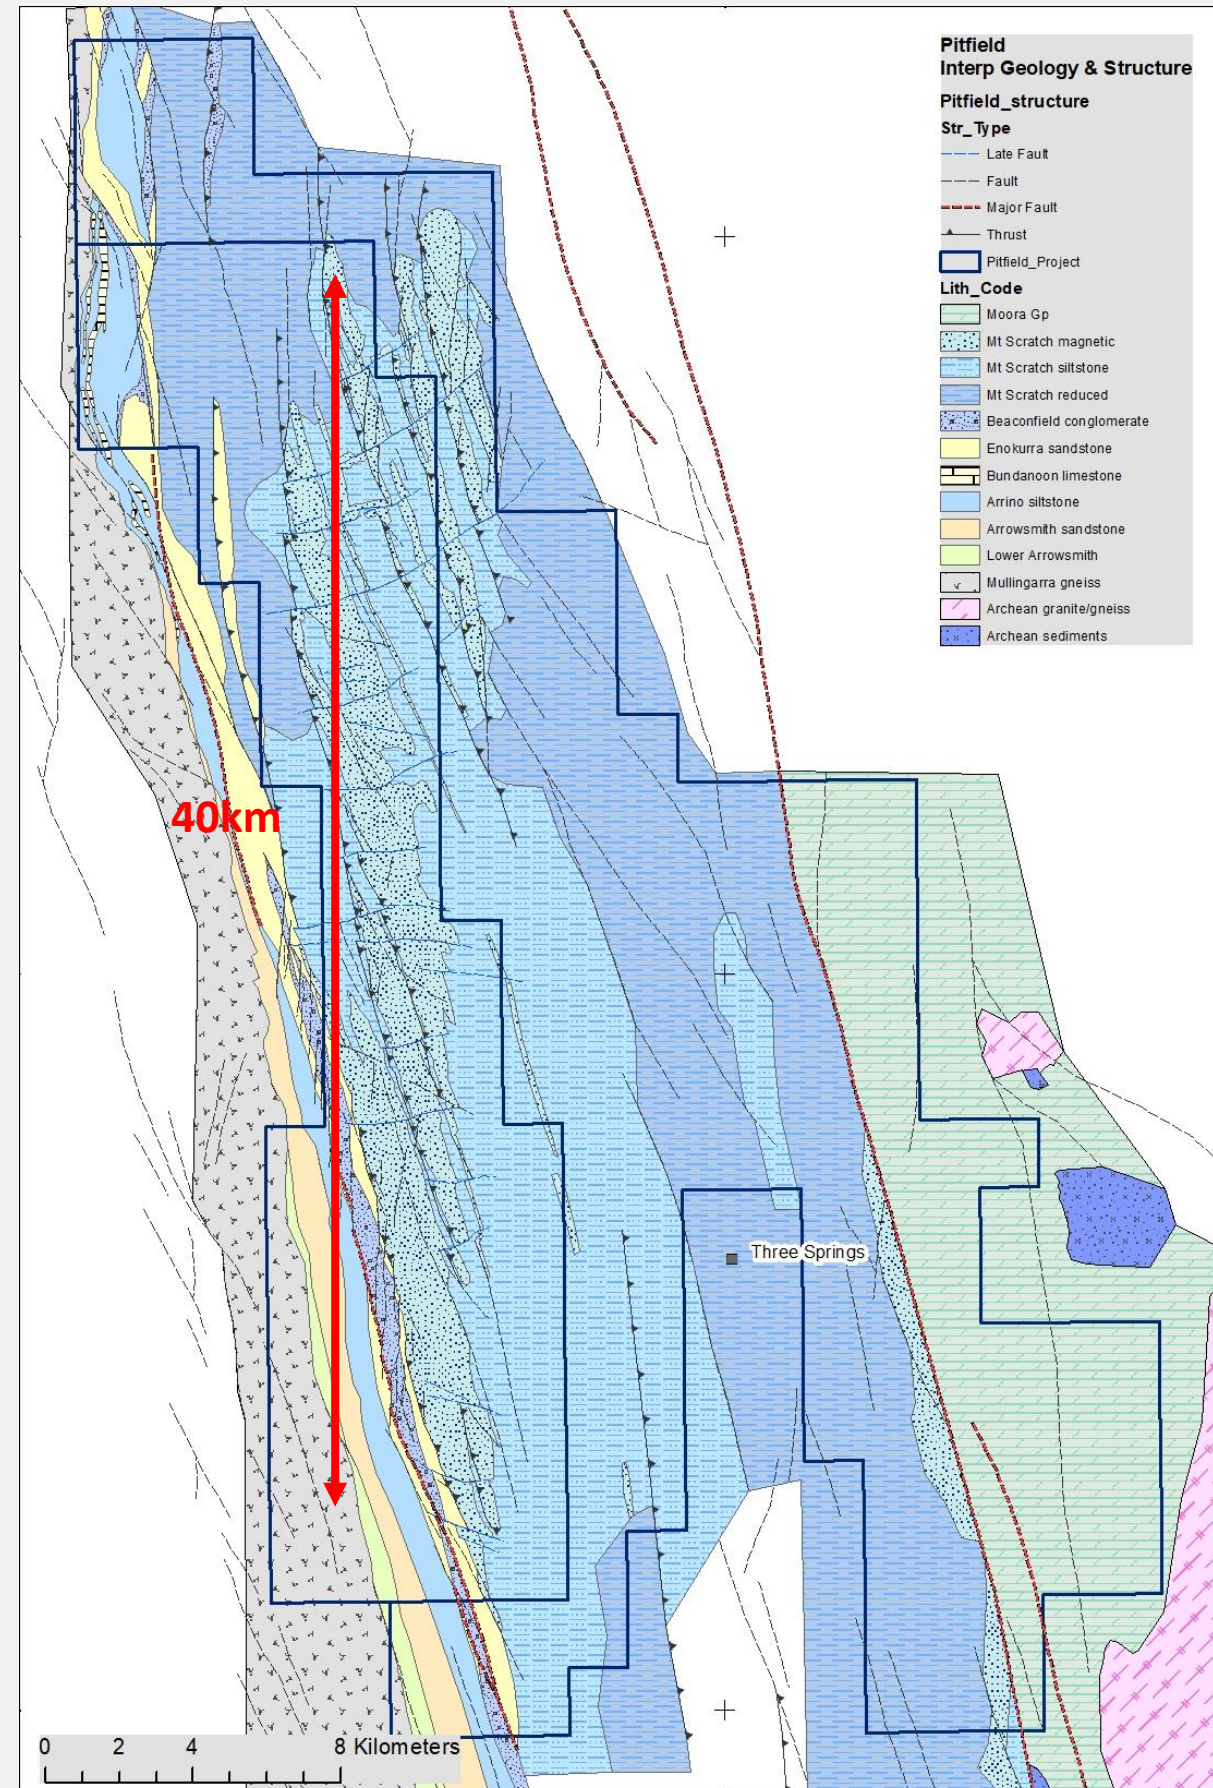 Pitfield
Interp Geology & Structure
Pitfield_structure
Str_Type
Late Fault
Fault
Major Fault
Thrust
Pitfield_Project
Lith_Code
Moora Gp
Mt Scratch magnetic
Mt Scratch siltstone
Mt Scratch reduced
Beaconfield conglomerate
Enokurra sandstone
Bundanoon limestone
Arrino siltstone
Arrowsmith sandstone
Lower Arrowsmith
Mullingarra gneiss
Archean granite/gneiss
Archean sediments
40km
Three Springs
0 2 4 8 Kilometers